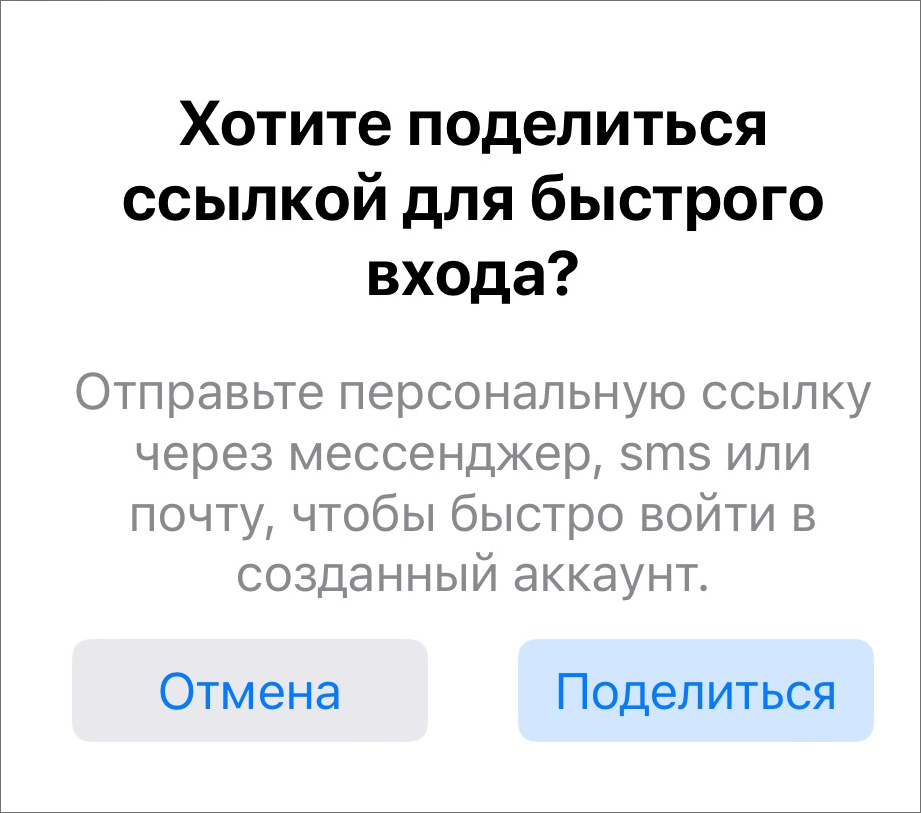 Хотите поделиться
ссылкой для быстрого
входа?
Отправьте персональную ссылку
через мессенджер, sms или
почту, чтобы быстро войти в
созданный аккаунт.
Отмена
Поделиться